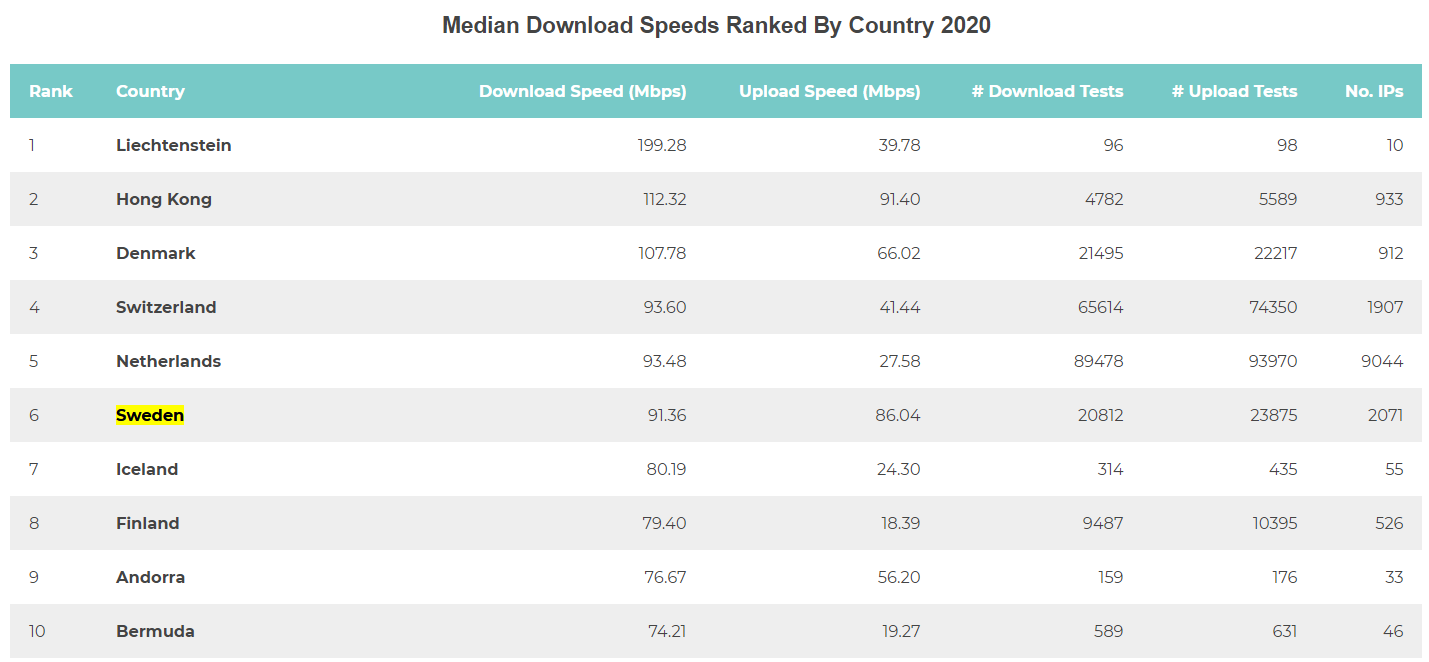 Median Download Speeds Ranked By Country 2020
Rank Country Download Speed (Mbps) Upload Speed (Mbps) # Download Tests # Upload Tests No. IPs
1 Liechtenstein 199.28 39.78 96 98 10
2 Hong Kong 112.32 91.40 4782 5589 933
3 Denmark 107.78 66.02 21495 22217 912
4 Switzerland 93.60 41.44 65614 74350 1907
5 Netherlands 93.48 27.58 89478 93970 9044
6 Sweden 91.36 86.04 20812 23875 2071
7 Iceland 80.19 24.30 314 435 55
8 Finland 79.40 18.39 9487 10395 526
9 Andorra 76.67 56.20 159 176 33
10 Bermuda 74.21 19.27 589 631 46